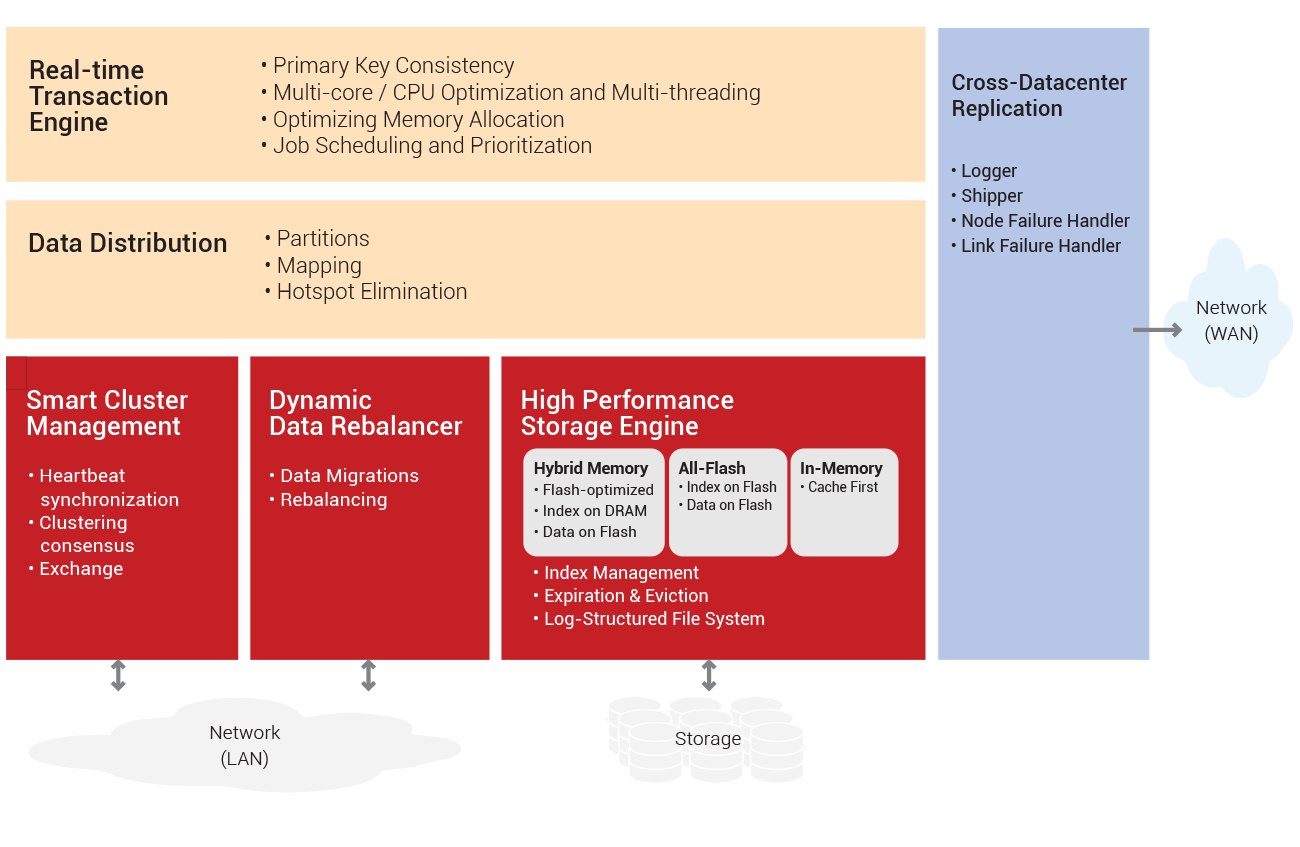 Real-time
Transaction
Engine
• Primary Key Consistency
• Multi-core / CPU Optimization and Multi-threading
• Optimizing Memory Allocation
• Job Scheduling and Prioritization
Data Distribution
• Partitions
• Mapping
• Hotspot Elimination
Smart Cluster
Management
• Heartbeat
synchronization
• Clustering
consensus
• Exchange
Dynamic
Data Rebalancer
• Data Migrations
• Rebalancing
High Performance
Storage Engine
Hybrid Memory
• Flash-optimized
• Index on DRAM
• Data on Flash
All-Flash
• Index on Flash
• Data on Flash
In-Memory
• Cache First
• Index Management
• Expiration & Eviction
• Log-Structured File System
Cross-Datacenter
Replication
• Logger
• Shipper
• Node Failure Handler
• Link Failure Handler
Network
(WAN)
Network
(LAN)
Storage